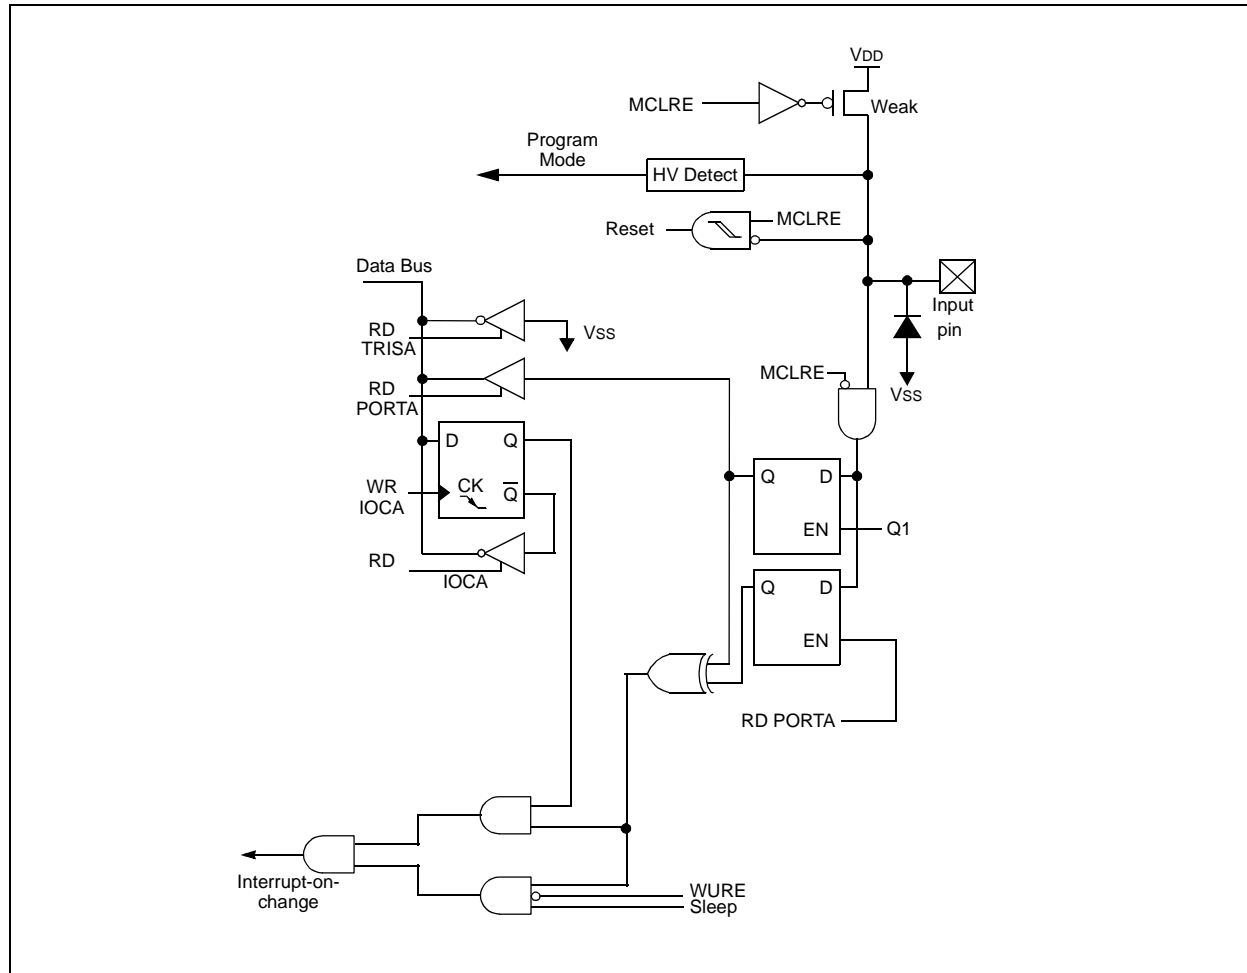 VDD
MCLRE
Weak
Program
Mode
HV Detect
Reset
MCLRE
Data Bus
Input
pin
RD
TRISA
VSS
MCLRE
VSS
RD
PORTA
D
Q
WR
IOCA
CK
Q
Q
D
EN
Q1
RD
IOCA
Q
D
EN
RD PORTA
Interrupt-on-
change
WURE
Sleep